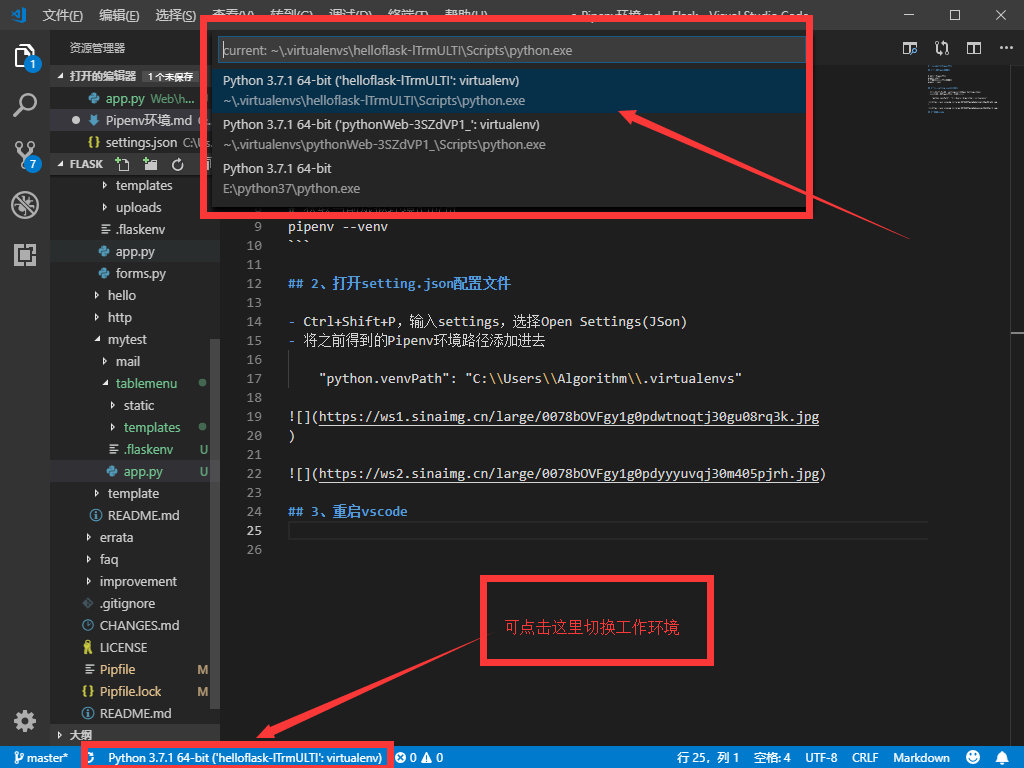 文件(F) 编辑(E) 选择(S) 查看(V) 转到(G) 调试(D) 终端(T) 帮助(H) ● Pipenv环境.md - Flask - Visual Studio Code
资源管理器
打开的编辑器 1 个未保存
app.py Web\h...
● Pipenv环境.md
settings.json C:\Us
FLASK
templates
uploads
.flaskenv
app.py
forms.py
hello
http
mytest
mail
tablemenu
static
templates
.flaskenv U
app.py U
template
README.md
errata
faq
improvement
.gitignore
CHANGES.md
LICENSE
Pipfile M
Pipfile.lock M
README.md
大纲
1
7
current: ~\.virtualenvs\helloflask-lTrmULTI\Scripts\python.exe
Python 3.7.1 64-bit ('helloflask-lTrmULTI': virtualenv)
~\.virtualenvs\helloflask-lTrmULTI\Scripts\python.exe
Python 3.7.1 64-bit ('pythonWeb-3SZdVP1_': virtualenv)
~\.virtualenvs\pythonWeb-3SZdVP1_\Scripts\python.exe
Python 3.7.1 64-bit
E:\python37\python.exe
9 pipenv --venv
10 ```
11
12 ## 2、打开setting.json配置文件
13
14 - Ctrl+Shift+P，输入settings，选择Open Settings(JSon)
15 - 将之前得到的Pipenv环境路径添加进去
16
17 "python.venvPath": "C:\\Users\\Algorithm\\.virtualenvs"
18
19 ![](https://ws1.sinaimg.cn/large/0078bOVFgy1g0pdwtnoqtj30gu08rq3k.jpg
20 )
21
22 ![](https://ws2.sinaimg.cn/large/0078bOVFgy1g0pdyyyuvqj30m405pjrh.jpg)
23
24 ## 3、重启vscode
25
26
可点击这里切换工作环境
master* Python 3.7.1 64-bit ('helloflask-lTrmULTI': virtualenv) 0 0 行 25，列 1 空格: 4 UTF-8 CRLF Markdown